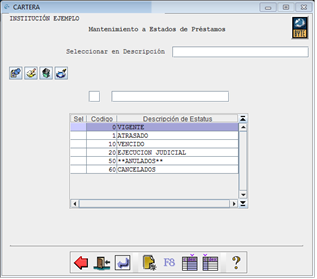 CARTERA
INSTITUCIÓN EJEMPLO
Mantenimiento a Estados de Préstamos
Seleccionar en Descripción
Sel Codigo Descripción de Estatus
0 VIGENTE
1 ATRASADO
10 VENCIDO
20 EJECUCION JUDICIAL
50 **ANULADOS**
60 CANCELADOS
F8 ?